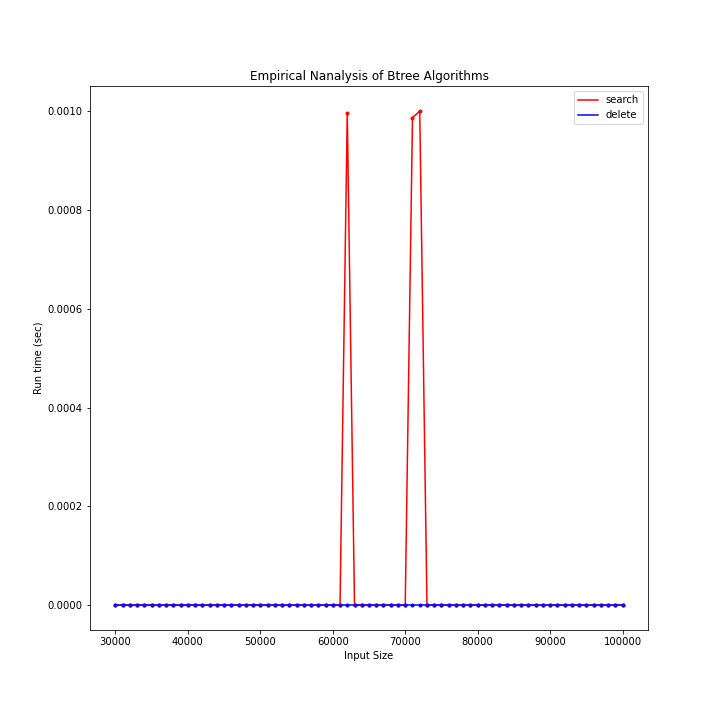 Empirical Nanalysis of Btree Algorithms
search
delete
0.0010
0.0008
0.0006
0.0004
0.0002
0.0000
Run time (sec)
30000 40000 50000 60000 70000 80000 90000 100000
Input Size